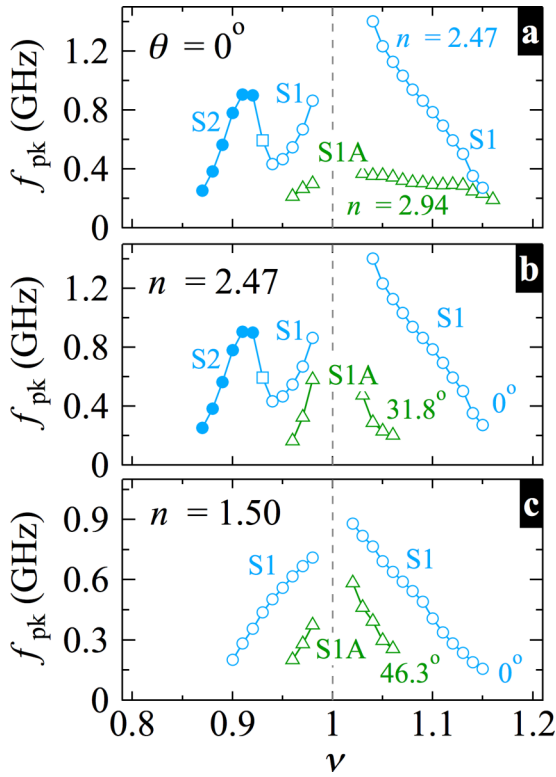 a
θ = 0°
n = 2.47
S2
S1
S1
S1A
n = 2.94
f_pk (GHz)
1.2
0.8
0.4
0
b
n = 2.47
S2
S1
S1
S1A
31.8°
0°
f_pk (GHz)
1.2
0.8
0.4
0
c
n = 1.50
S1
S1
S1A
46.3°
0°
f_pk (GHz)
0.9
0.6
0.3
0
0.8 0.9 1 1.1 1.2
ν